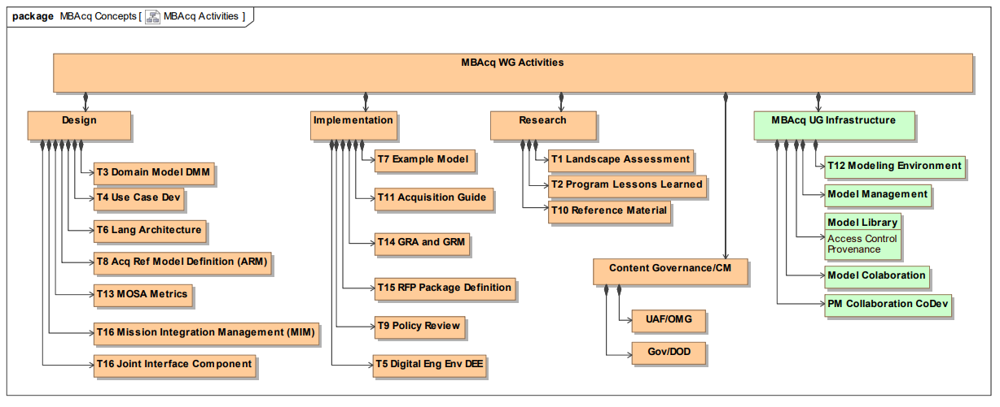 package MBAcq Concepts [ MBAcq Activities ]
MBAcq WG Activities
Design
T3 Domain Model DMM
T4 Use Case Dev
T6 Lang Architecture
T8 Acq Ref Model Definition (ARM)
T13 MOSA Metrics
T16 Mission Integration Management (MIM)
T16 Joint Interface Component
Implementation
T7 Example Model
T11 Acquisition Guide
T14 GRA and GRM
T15 RFP Package Definition
T9 Policy Review
T5 Digital Eng Env DEE
Research
T1 Landscape Assessment
T2 Program Lessons Learned
T10 Reference Material
Content Governance/CM
UAF/OMG
Gov/DOD
MBAcq UG Infrastructure
T12 Modeling Environment
Model Management
Model Library
Access Control
Provenance
Model Colaboration
PM Collaboration CoDev